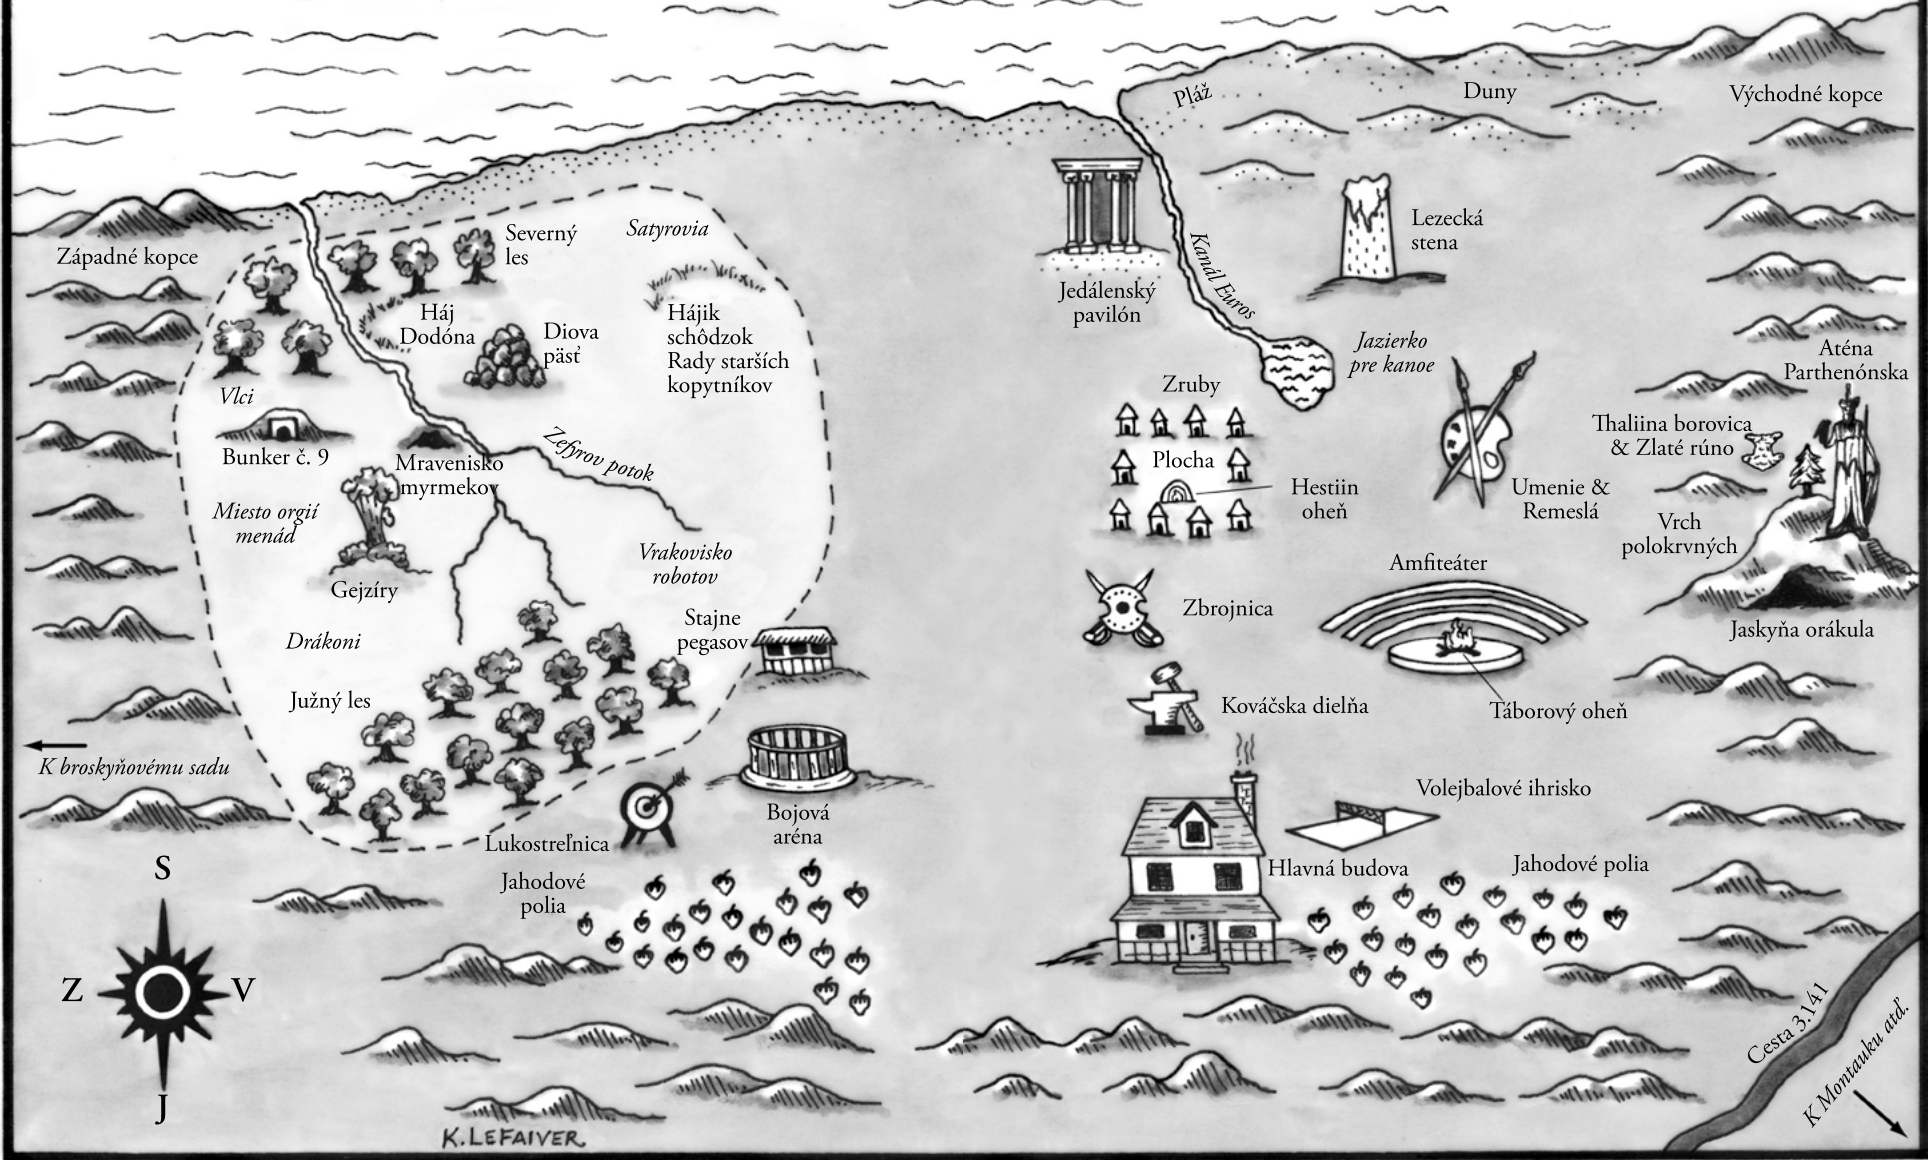 Pláž
Duny
Východné kopce
Západné kopce
Severný
les
Satyrovia
Lezecká
stena
Kanál Euros
Jedálenský
pavilón
Háj
Dodóna
Diova
päsť
Hájik
schôdzok
Rady starších
kopytníkov
Jazierko
pre kanoe
Aténa
Parthenónska
Vlci
Zruby
Thaliina borovica
& Zlaté rúno
Bunker č. 9
Mravenisko
myrmekov
Zefyrov potok
Plocha
Hestiin
oheň
Umenie &
Remeslá
Vrch
polokrvných
Miesto orgií
menád
Vrakovisko
robotov
Amfiteáter
Gejzíry
Stajne
pegasov
Zbrojnica
Jaskyňa orákula
Drákoni
Južný les
Kováčska dielňa
Táborový oheň
K broskyňovému sadu
Volejbalové ihrisko
Bojová
aréna
Lukostreľnica
Hlavná budova
Jahodové polia
Jahodové
polia
S
Z
V
J
Cesta 3.141
K Montauku atď.
K. LEFAIVER